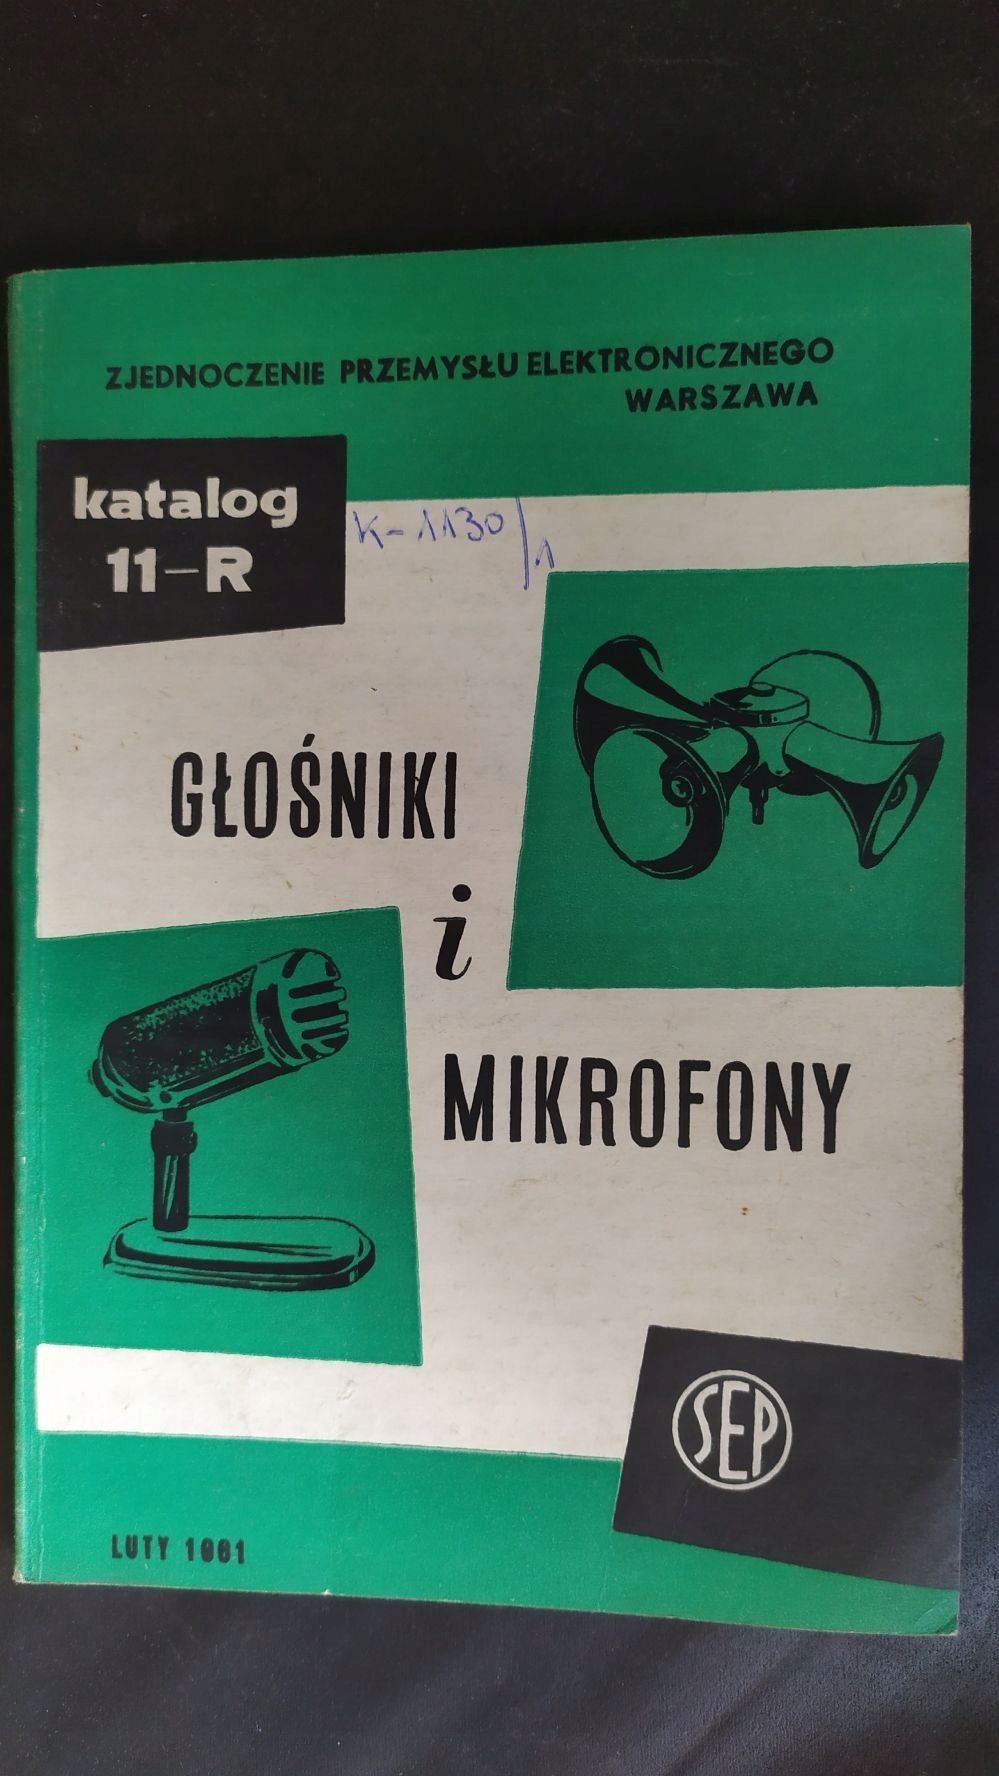 ZJEDNOCZENIE PRZEMYSŁU ELEKTRONICZNEGO
WARSZAWA
katalog
11-R
K-1130/1
GŁOŚNIKI
i
MIKROFONY
SEP
LUTY 1961